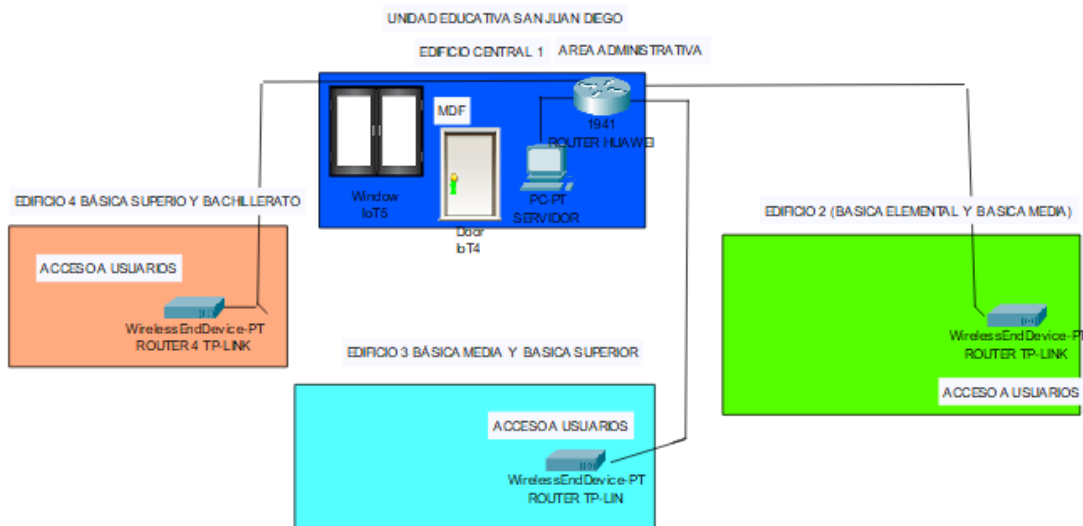 UNIDAD EDUCATIVA SAN JUAN DIEGO
EDIFICIO CENTRAL 1 AREA ADMINISTRATIVA
MDF
1941
ROUTER HUAWEI
Window
IoT5
PC-PT
SERVIDOR
Door
IoT4
EDIFICIO 4 BÁSICA SUPERIO Y BACHILLERATO
ACCESO A USUARIOS
WirelessEndDevice-PT
ROUTER 4 TP-LINK
EDIFICIO 2 (BASICA ELEMENTAL Y BASICA MEDIA)
WirelessEndDevice-PT
ROUTER TP-LINK
ACCESO A USUARIOS
EDIFICIO 3 BÁSICA MEDIA Y BASICA SUPERIOR
ACCESO A USUARIOS
WirelessEndDevice-PT
ROUTER TP-LIN